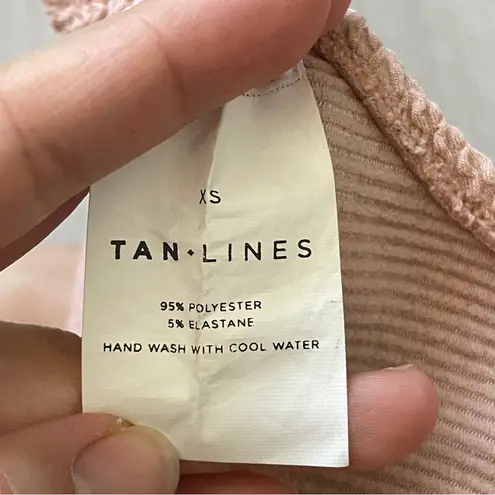 XS
TAN•LINES
95% POLYESTER
5% ELASTANE
HAND WASH WITH COOL WATER